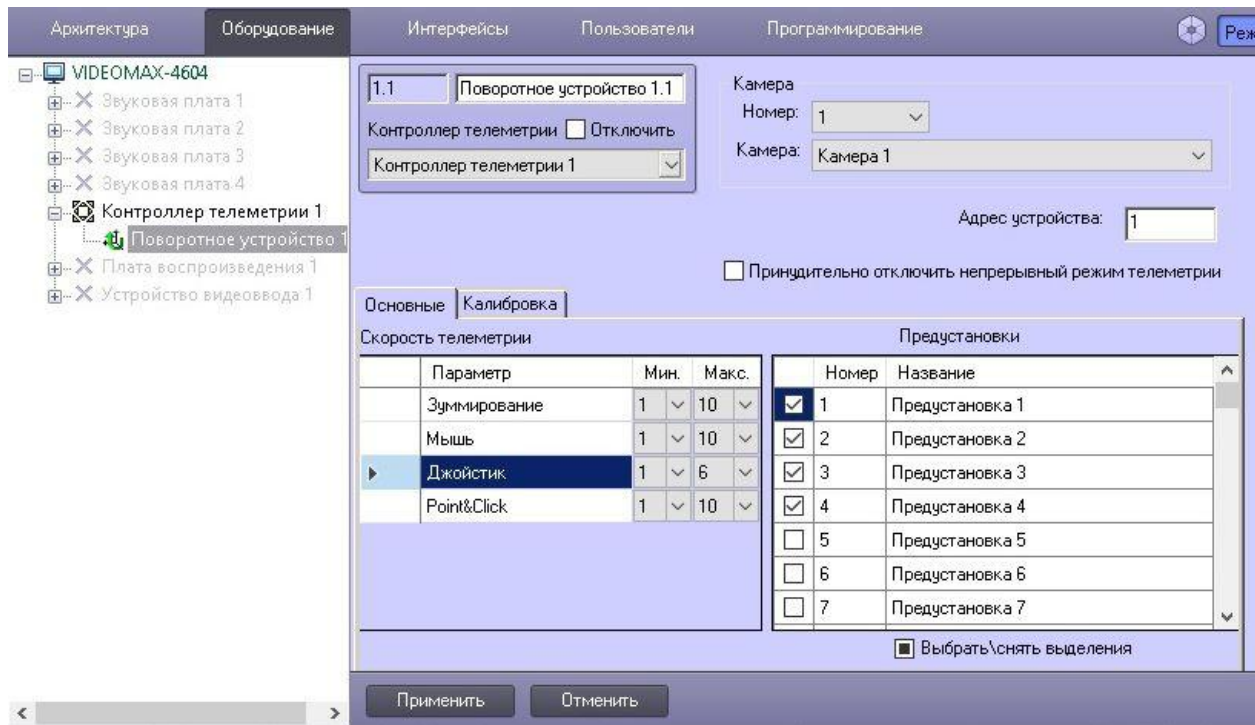 Архитектура Оборудование Интерфейсы Пользователи Программирование
VIDEOMAX-4604
Звуковая плата 1
Звуковая плата 2
Звуковая плата 3
Звуковая плата 4
Контроллер телеметрии 1
Поворотное устройство 1
Плата воспроизведения 1
Устройство видеоввода 1
1.1 Поворотное устройство 1.1
Контроллер телеметрии Отключить
Контроллер телеметрии 1
Камера
Номер: 1
Камера: Камера 1
Адрес устройства: 1
Принудительно отключить непрерывный режим телеметрии
Основные Калибровка
Скорость телеметрии
Параметр Мин. Макс.
Зуммирование 1 10
Мышь 1 10
Джойстик 1 6
Point&Click 1 10
Предустановки
Номер Название
1 Предустановка 1
2 Предустановка 2
3 Предустановка 3
4 Предустановка 4
5 Предустановка 5
6 Предустановка 6
7 Предустановка 7
Выбрать\снять выделения
Применить Отменить